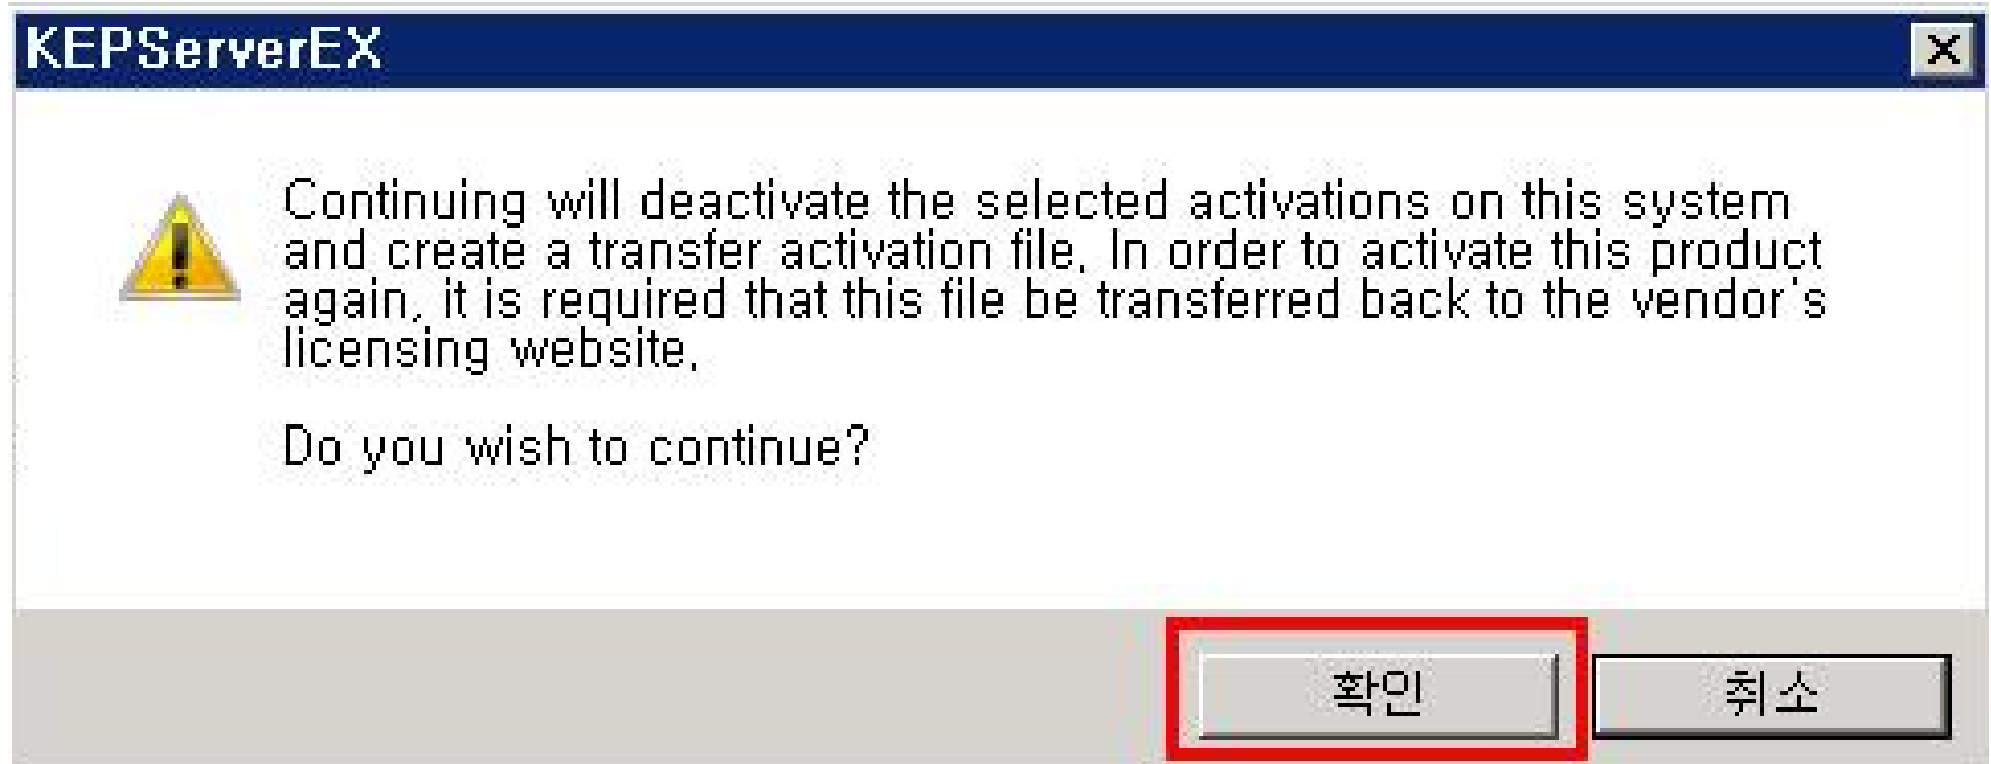 KEPServerEX
Continuing will deactivate the selected activations on this system
and create a transfer activation file. In order to activate this product
again, it is required that this file be transferred back to the vendor's
licensing website.
Do you wish to continue?
확인
취소